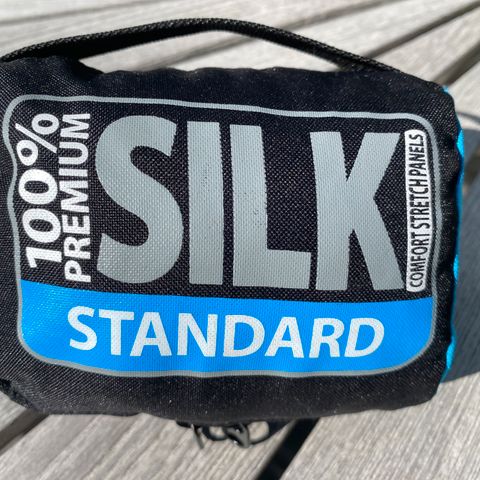 100%
PREMIUM
SILK
COMFORT STRETCH PANELS
STANDARD